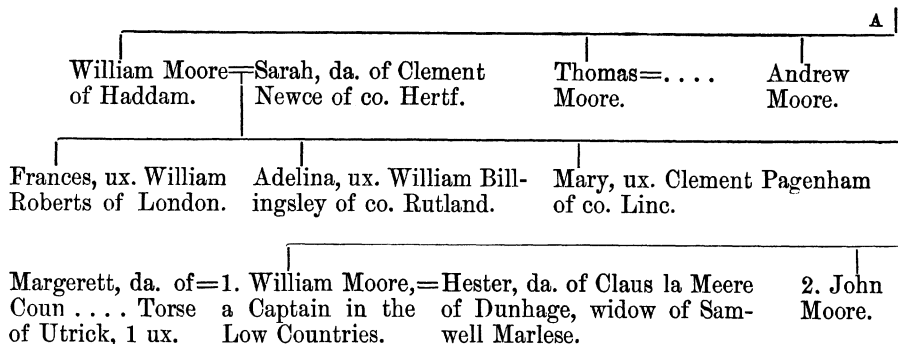 A
William Moore=Sarah, da. of Clement Thomas=.... Andrew
of Haddam. Newce of co. Hertf. Moore. Moore.
Frances, ux. William Adelina, ux. William Bill- Mary, ux. Clement Pagenham
Roberts of London. ingsley of co. Rutland. of co. Linc.
Margerett, da. of=1. William Moore,=Hester, da. of Claus la Meere 2. John
Coun .... Torse a Captain in the of Dunhage, widow of Sam- Moore.
of Utrick, 1 ux. Low Countries. well Marlese.